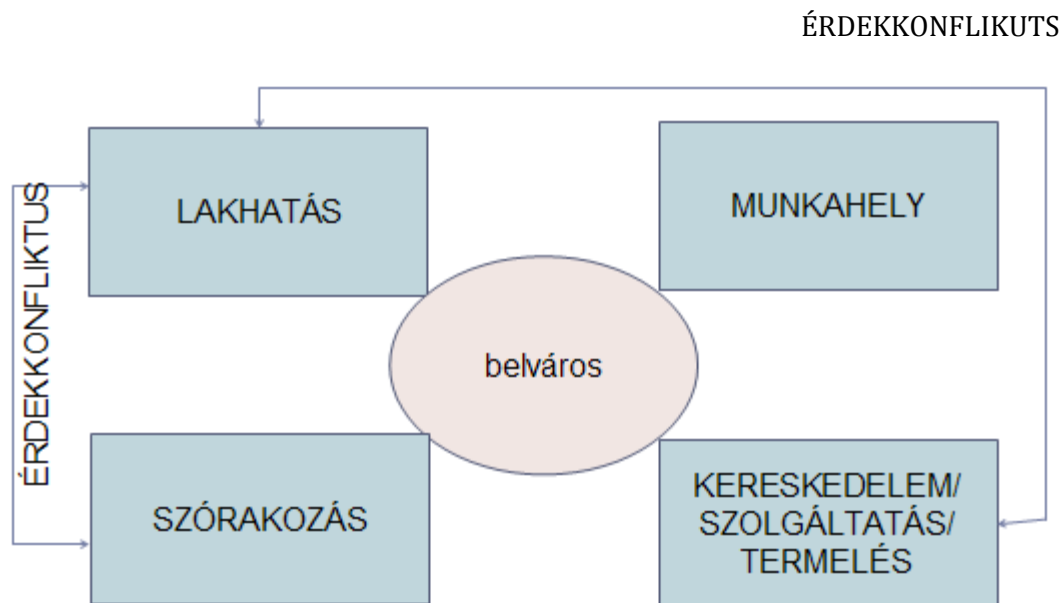 ÉRDEKKONFLIKUTS
LAKHATÁS
MUNKAHELY
ÉRDEKKONFLIKTUS
belváros
SZÓRAKOZÁS
KERESKEDELEM/
SZOLGÁLTATÁS/
TERMELÉS